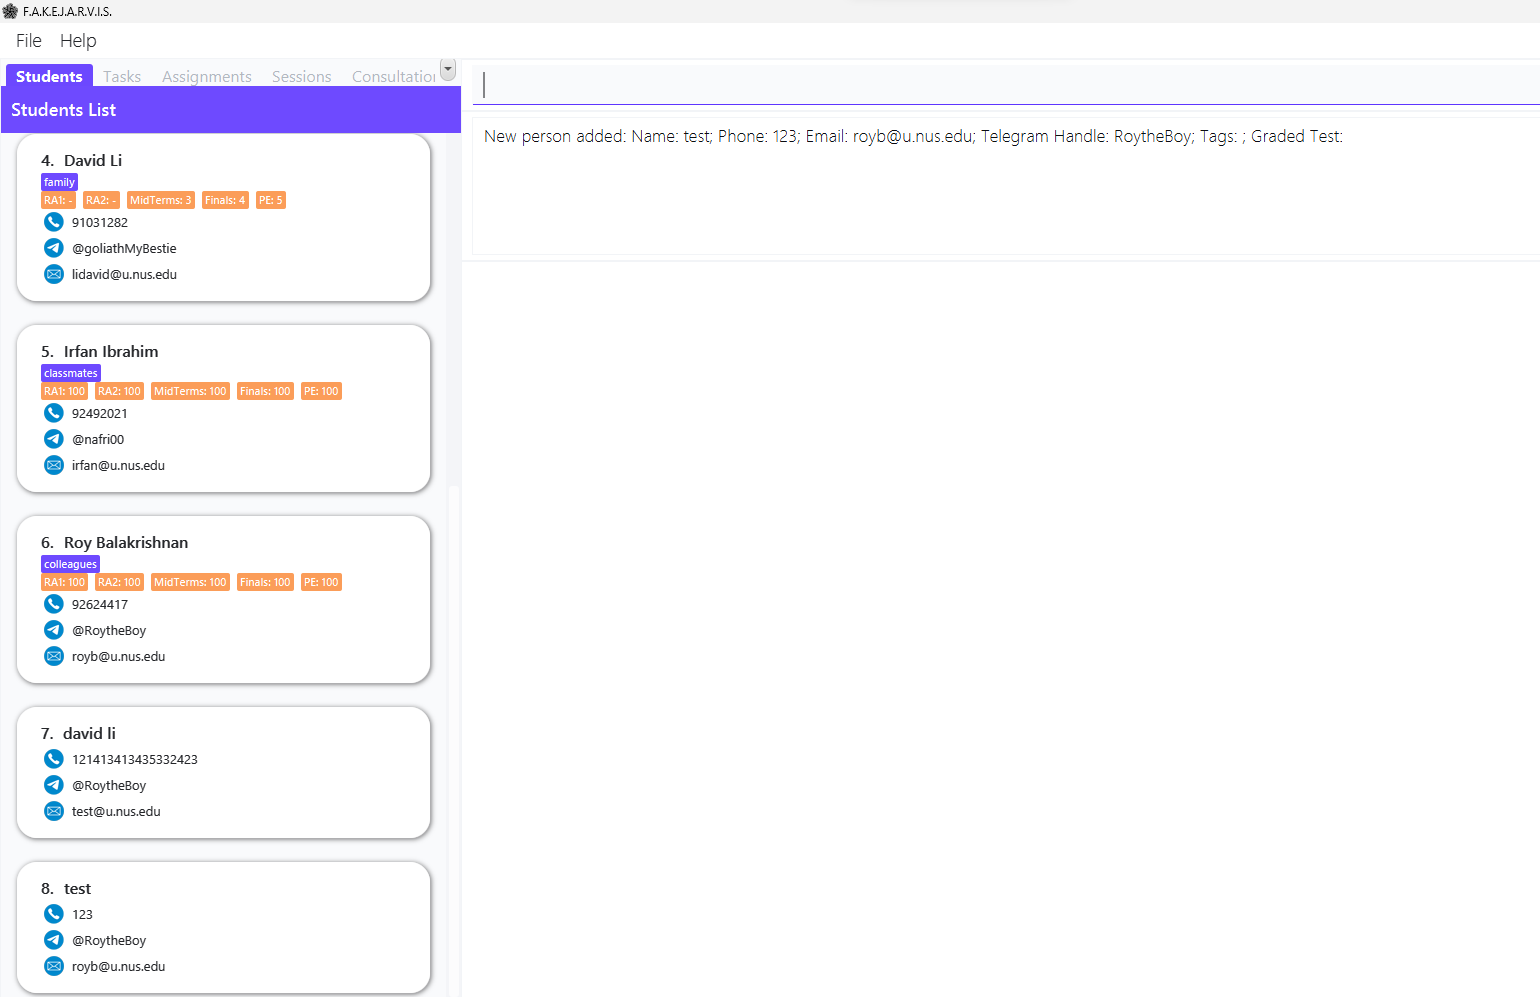 F.A.K.E.J.A.R.V.I.S.
File Help
Students Tasks Assignments Sessions
Students List
4. David Li
family
RA1: - RA2: - MidTerms: 3 Finals: 4 PE: 5
91031282
@goliathMyBestie
lidavid@u.nus.edu
5. Irfan Ibrahim
classmates
RA1: 100 RA2: 100 MidTerms: 100 Finals: 100 PE: 100
92492021
@nafri00
irfan@u.nus.edu
6. Roy Balakrishnan
colleagues
RA1: 100 RA2: 100 MidTerms: 100 Finals: 100 PE: 100
92624417
@RoytheBoy
royb@u.nus.edu
7. david li
121413413435332423
@RoytheBoy
test@u.nus.edu
8. test
123
@RoytheBoy
royb@u.nus.edu
New person added: Name: test; Phone: 123; Email: royb@u.nus.edu; Telegram Handle: RoytheBoy; Tags: ; Graded Test: